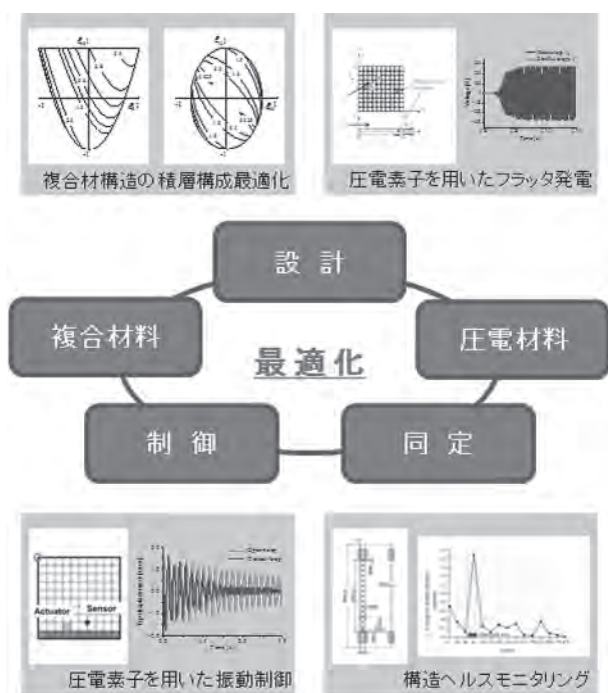 複合材構造の積層構成最適化
圧電素子を用いたフラッタ発電
設 計
複合材料
圧電材料
最適化
制 御
同 定
Actuator
Sensor
圧電素子を用いた振動制御
構造ヘルスモニタリング